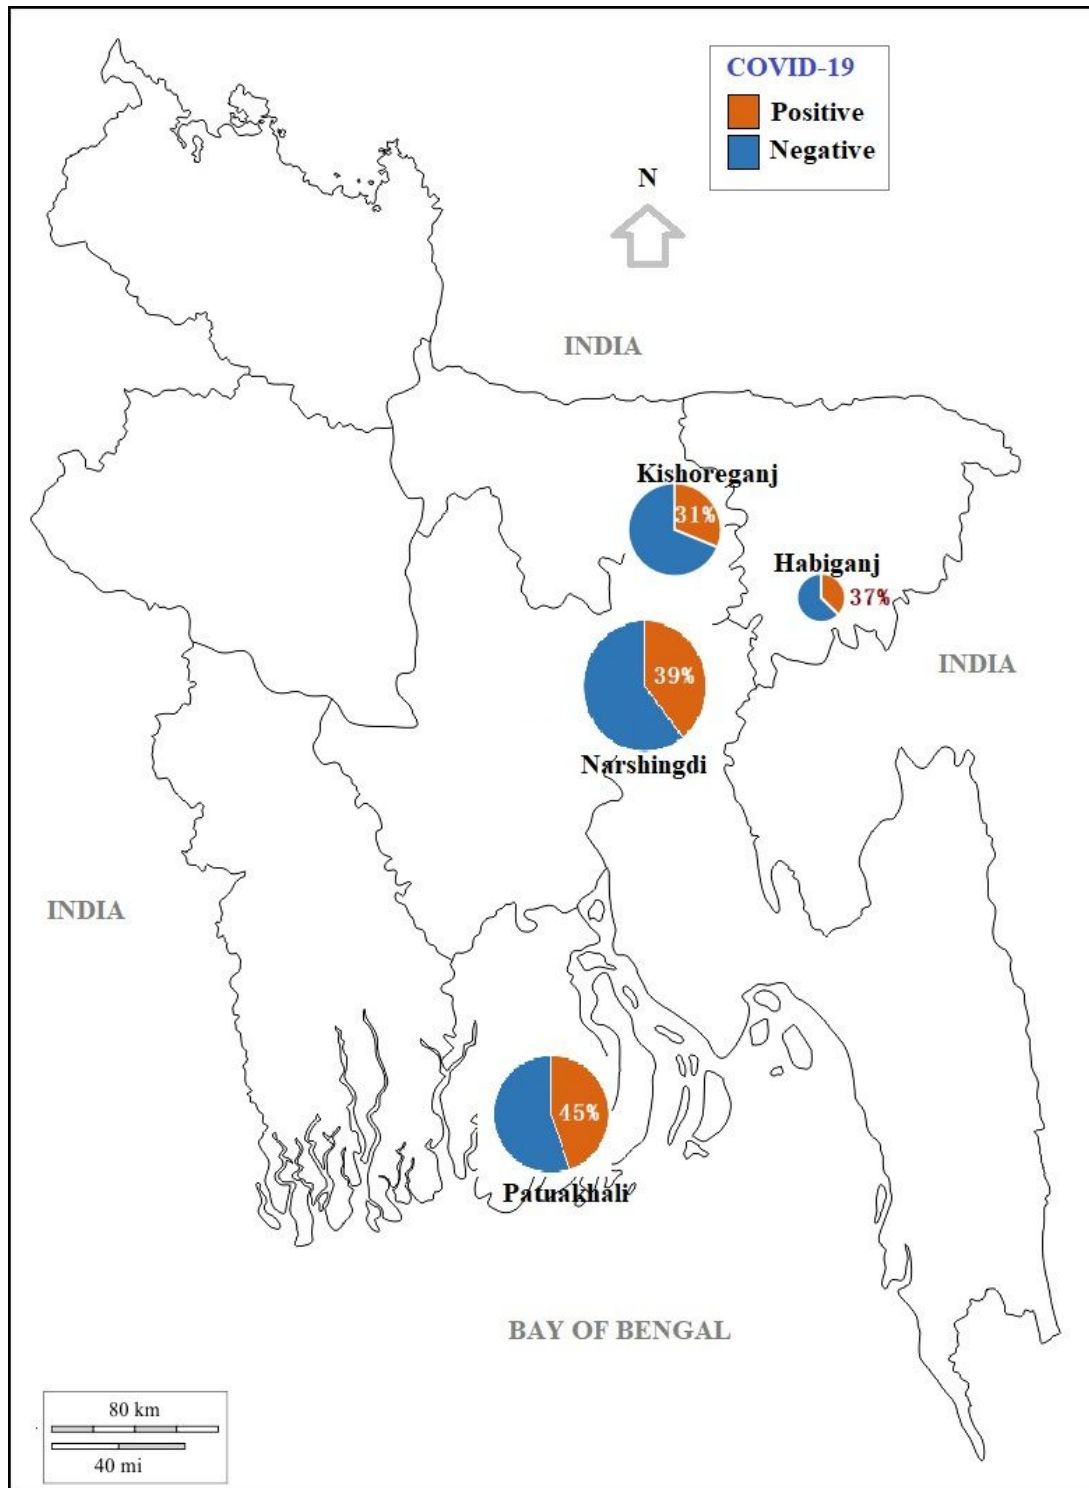 COVID-19
Positive
Negative
N
INDIA
Kishoreganj
31%
Habiganj
37%
39%
INDIA
Narshingdi
INDIA
45%
Patuakhali
BAY OF BENGAL
80 km
40 mi